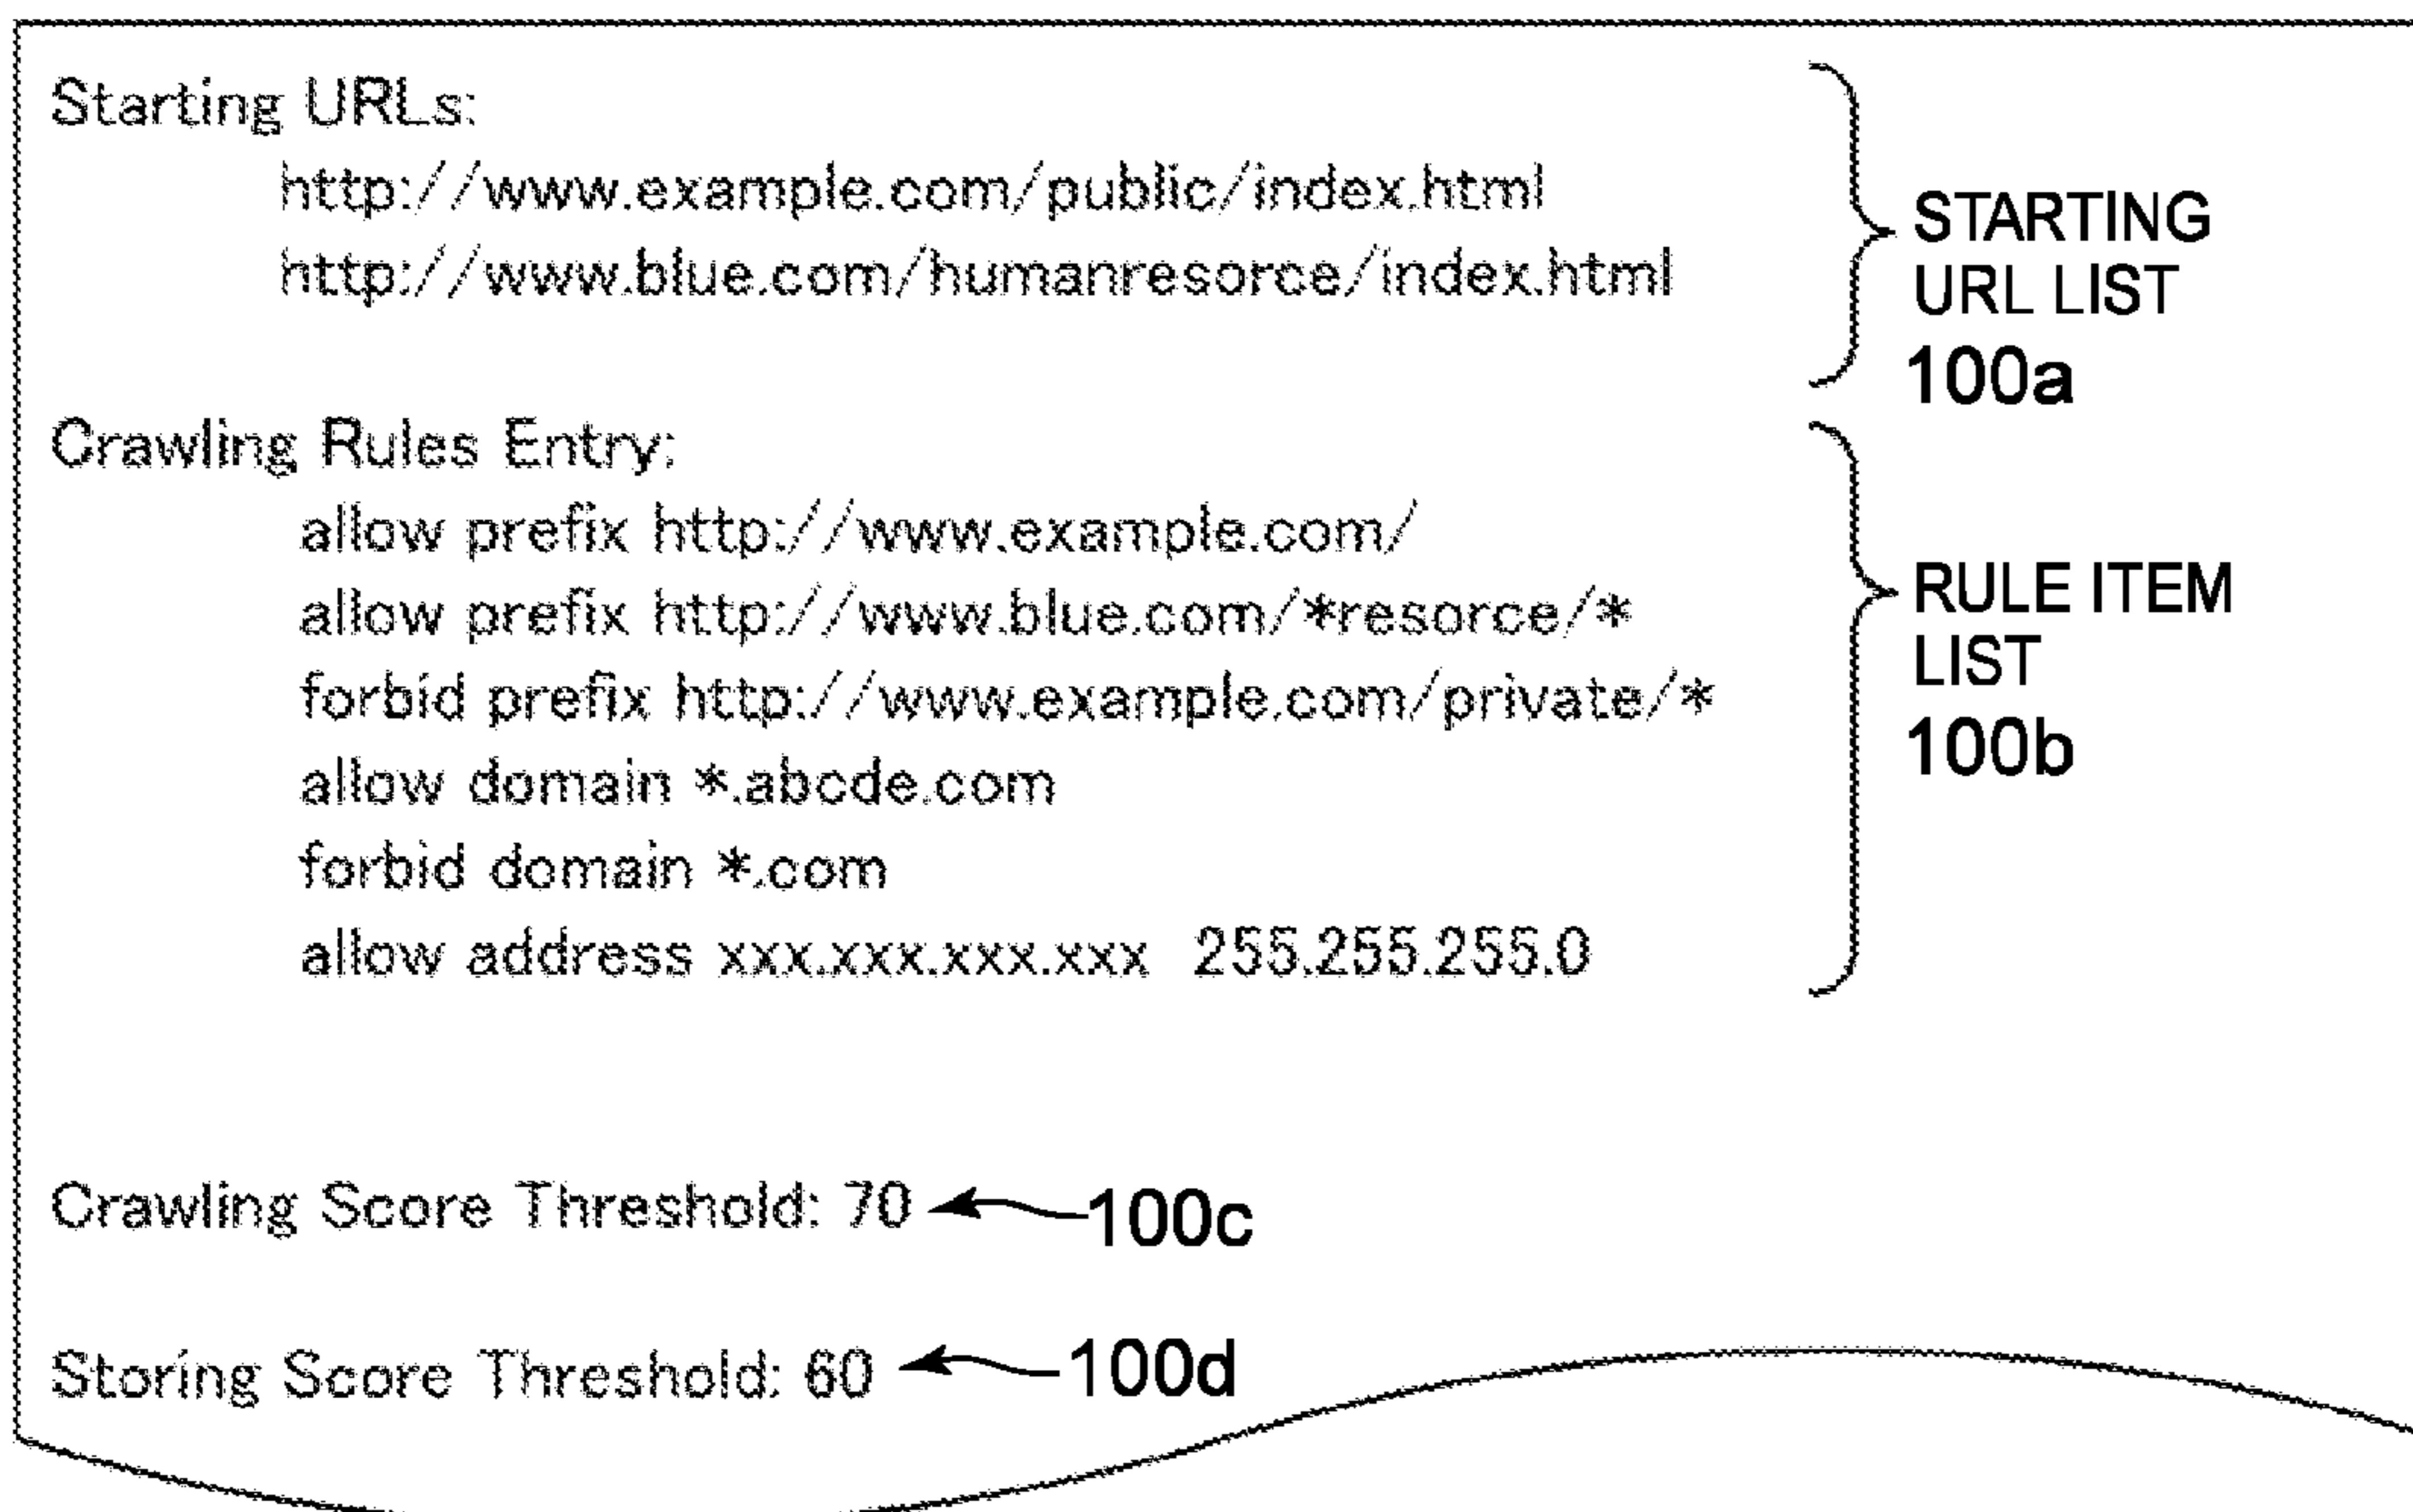 Starting URLs:
http://www.example.com/public/index.html
http://www.blue.com/humanresorce/index.html
STARTING
URL LIST
100a
Crawling Rules Entry:
allow prefix http://www.example.com/
allow prefix http://www.blue.com/*resorce/*
forbid prefix http://www.example.com/private/*
allow domain *.abcde.com
forbid domain *.com
allow address xxx.xxx.xxx.xxx 255.255.255.0
RULE ITEM
LIST
100b
Crawling Score Threshold: 70
100c
Storing Score Threshold: 60
100d